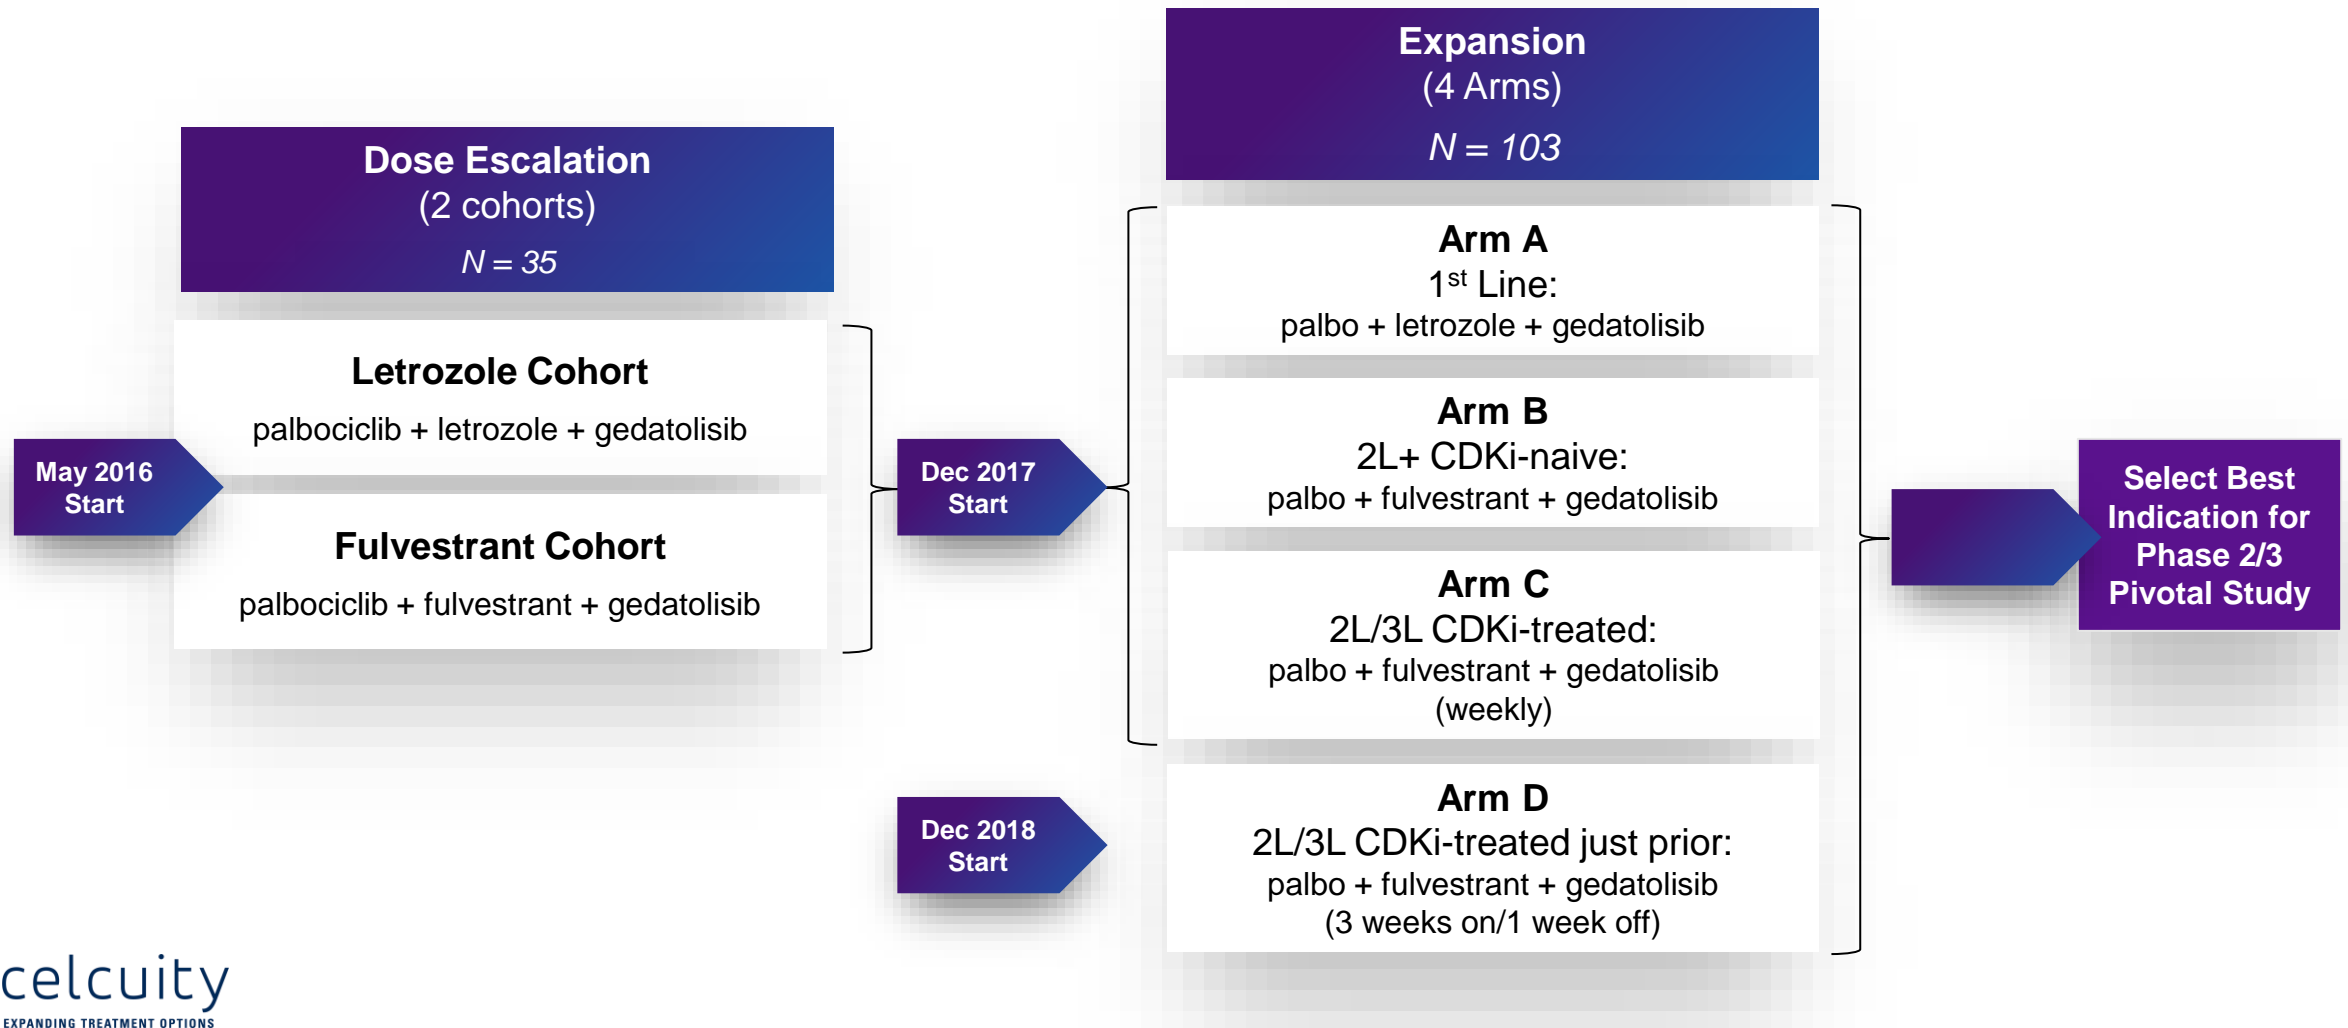 Dose Escalation
(2 cohorts)
N = 35
Letrozole Cohort
palbociclib + letrozole + gedatolisib
May 2016
Start
Fulvestrant Cohort
palbociclib + fulvestrant + gedatolisib
Expansion
(4 Arms)
N = 103
Dec 2017
Start
Arm A
1st Line:
palbo + letrozole + gedatolisib
Arm B
2L+ CDKi-naive:
palbo + fulvestrant + gedatolisib
Arm C
2L/3L CDKi-treated:
palbo + fulvestrant + gedatolisib
(weekly)
Dec 2018
Start
Arm D
2L/3L CDKi-treated just prior:
palbo + fulvestrant + gedatolisib
(3 weeks on/1 week off)
Select Best
Indication for
Phase 2/3
Pivotal Study
celcuity
EXPANDING TREATMENT OPTIONS